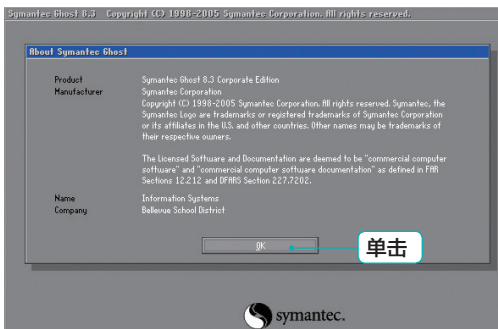 Symantec Ghost 8.3 Copyright (C) 1998-2005 Symantec Corporation. All rights reserved.
About Symantec Ghost
Product Symantec Ghost 8.3 Corporate Edition
Manufacturer Symantec Corporation
Copyright (C) 1998-2005 Symantec Corporation. All rights reserved. Symantec, the
Symantec Logo are trademarks or registered trademarks of Symantec Corporation
or its affiliates in the U.S. and other countries. Other names may be trademarks of
their respective owners.
The Licensed Software and Documentation are deemed to be "commercial computer
software" and "commercial computer software documentation" as defined in FAR
Sections 12.212 and DFARS Section 227.7202.
Name Information Systems
Company Bellevue School District
OK
单击
symantec.